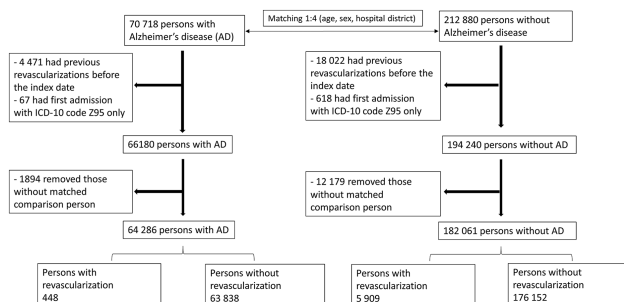 70 718 persons with
Alzheimer's disease (AD)
Matching 1:4 (age, sex, hospital district)
212 880 persons without
Alzheimer's disease
- 4 471 had previous
revascularizations before
the index date
- 67 had first admission
with ICD-10 code Z95 only
- 18 022 had previous
revascularizations before the
index date
- 618 had first admission
with ICD-10 code Z95 only
66180 persons with AD
194 240 persons without AD
- 1894 removed those
without matched
comparison person
- 12 179 removed those
without matched
comparison person
64 286 persons with AD
182 061 persons without AD
Persons with
revascularization
448
Persons without
revascularization
63 838
Persons with
revascularization
5 909
Persons without
revascularization
176 152